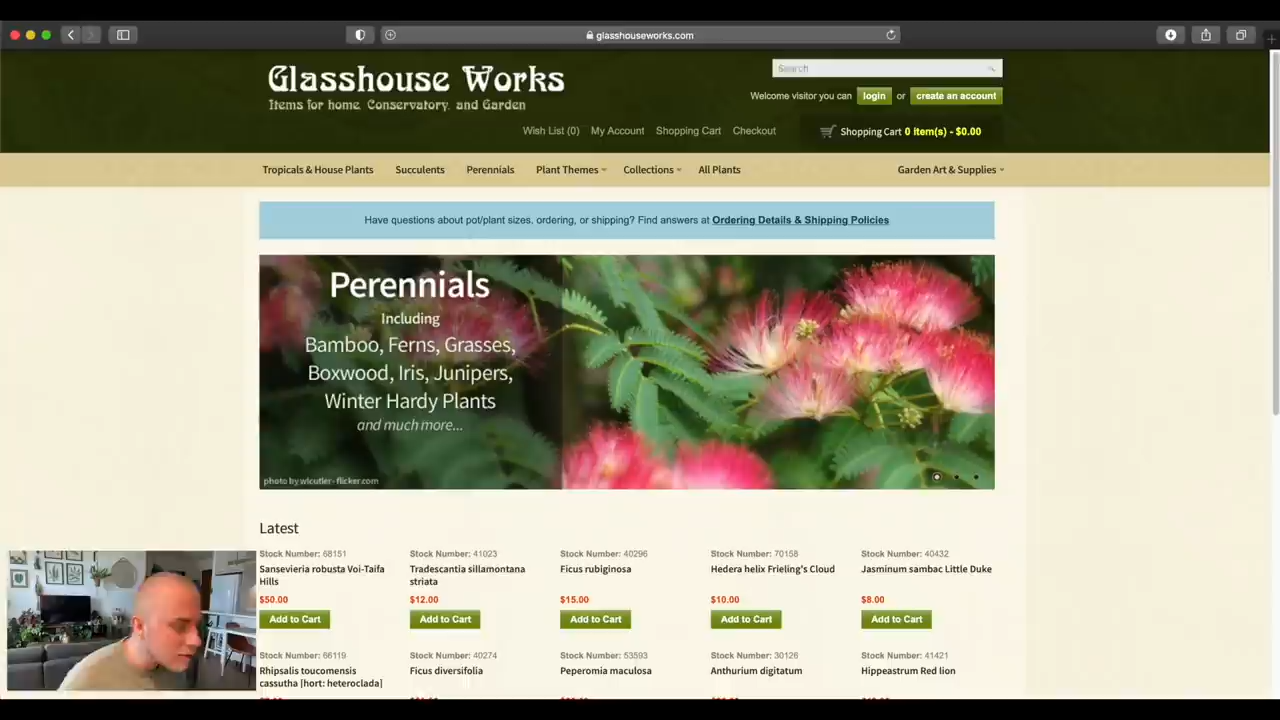 glasshouseworks.com
Glasshouse Works
Items for home, Conservatory, and Garden
Search
Welcome visitor you can login or create an account
Wish List (0) My Account Shopping Cart Checkout
Shopping Cart 0 item(s) - $0.00
Tropicals & House Plants Succulents Perennials Plant Themes Collections All Plants Garden Art & Supplies
Have questions about pot/plant sizes, ordering, or shipping? Find answers at Ordering Details & Shipping Policies
Perennials
Including
Bamboo, Ferns, Grasses,
Boxwood, Iris, Junipers,
Winter Hardy Plants
and much more...
photo by wlcutler - flicker.com
Latest
Stock Number: 68151
Sansevieria robusta Voi-Taifa
Hills
$50.00
Add to Cart
Stock Number: 41023
Tradescantia sillamontana
striata
$12.00
Add to Cart
Stock Number: 40296
Ficus rubiginosa
$15.00
Add to Cart
Stock Number: 70158
Hedera helix Frieling's Cloud
$10.00
Add to Cart
Stock Number: 40432
Jasminum sambac Little Duke
$8.00
Add to Cart
Stock Number: 66119
Rhipsalis toucomensis
cassutha [hort: heteroclada]
Stock Number: 40274
Ficus diversifolia
Stock Number: 53593
Peperomia maculosa
Stock Number: 30126
Anthurium digitatum
Stock Number: 41421
Hippeastrum Red lion